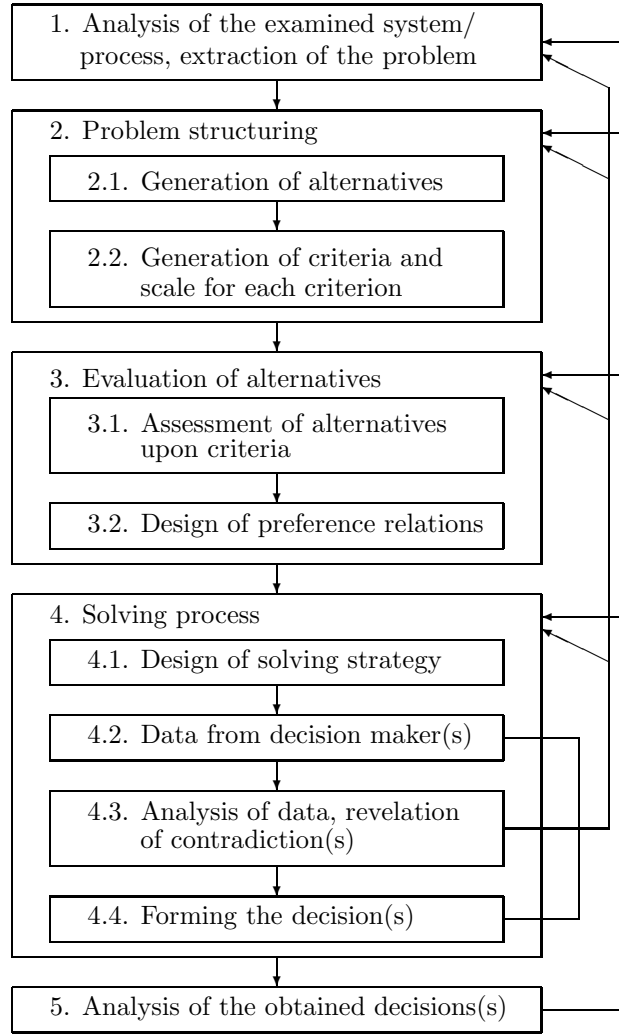 1. Analysis of the examined system/
process, extraction of the problem
2. Problem structuring
2.1. Generation of alternatives
2.2. Generation of criteria and
scale for each criterion
3. Evaluation of alternatives
3.1. Assessment of alternatives
upon criteria
3.2. Design of preference relations
4. Solving process
4.1. Design of solving strategy
4.2. Data from decision maker(s)
4.3. Analysis of data, revelation
of contradiction(s)
4.4. Forming the decision(s)
5. Analysis of the obtained decisions(s)